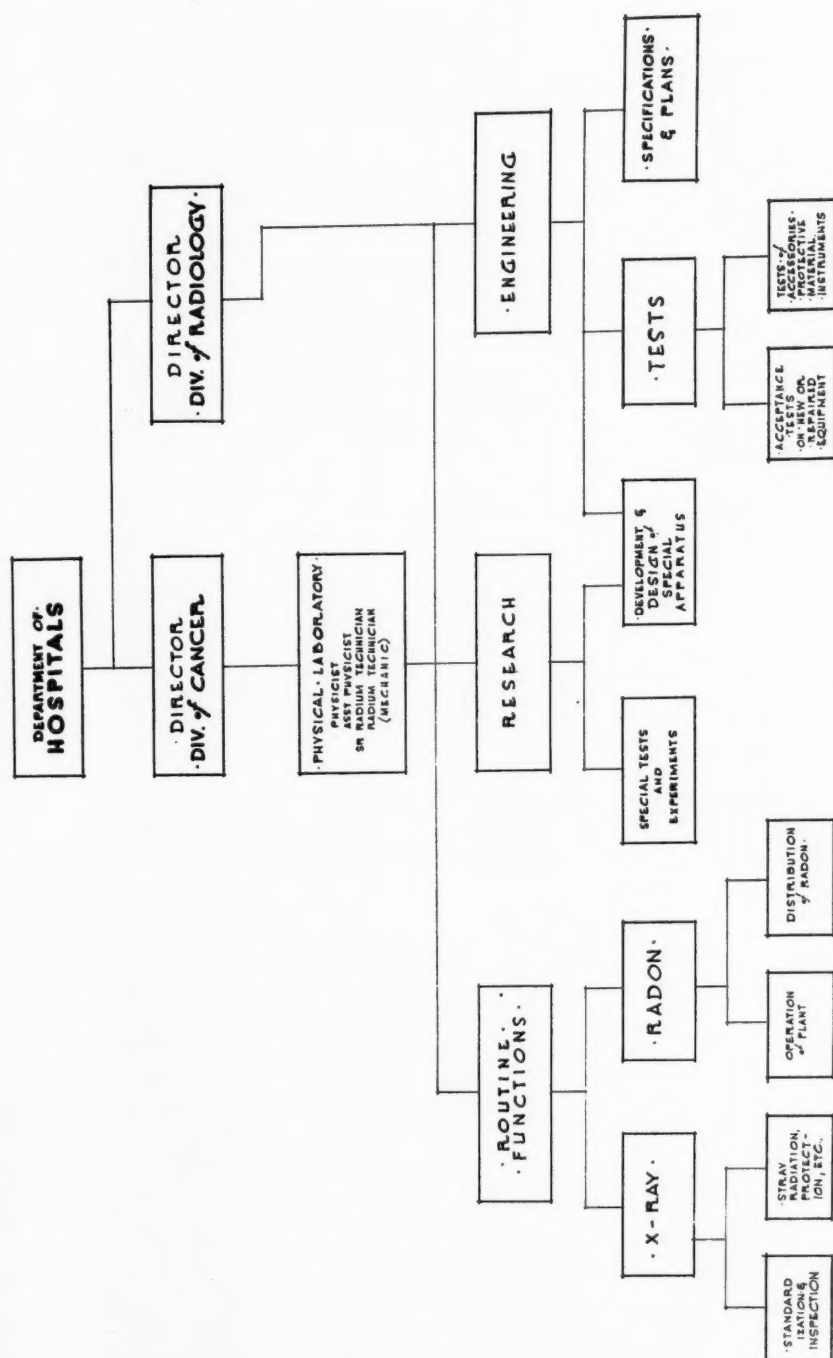 DEPARTMENT OF·
HOSPITALS
DIRECTOR
·DIV. of CANCER·
DIRECTOR
·DIV. of RADIOLOGY·
·PHYSICAL·LABORATORY·
PHYSICIST
ASST PHYSICIST
SR RADIUM TECHNICIAN
RADIUM TECHNICIAN
(MECHANIC)
·ROUTINE·
·FUNCTIONS·
RESEARCH
·ENGINEERING·
·X-RAY·
·RADON·
SPECIAL TESTS
AND
EXPERIMENTS
·DEVELOPMENT &
DESIGN of
SPECIAL
APPARATUS
·TESTS·
·SPECIFICATIONS·
& PLANS·
·STANDARD
IZATION &
INSPECTION
·STRAY
RADIATION,
PROTECT-
ION, ETC.,
OPERATION
of PLANT
DISTRIBUTION
of RADON·
·ACCEPTANCE
·TESTS
·ON·NEW OR
·REPAIRED
·EQUIPMENT
TESTS·of
·ACCESSORIES·
·PROTECTIVE
·MATERIAL,
·INSTRUMENTS